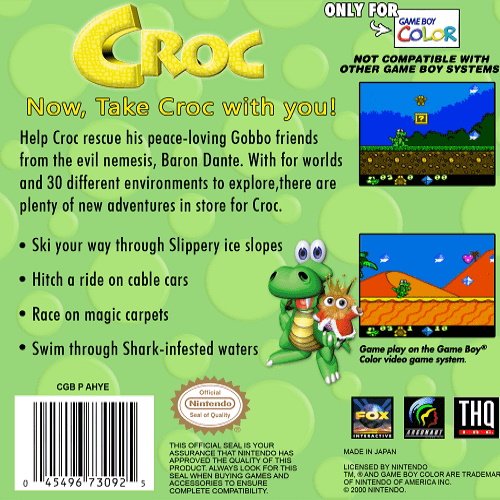 CROC
ONLY FOR
GAME BOY
COLOR
NOT COMPATIBLE WITH
OTHER GAME BOY SYSTEMS
Now, Take Croc with you!
Help Croc rescue his peace-loving Gobbo friends
from the evil nemesis, Baron Dante. With for worlds
and 30 different environments to explore,there are
plenty of new adventures in store for Croc.
• Ski your way through Slippery ice slopes
• Hitch a ride on cable cars
• Race on magic carpets
• Swim through Shark-infested waters
Game play on the Game Boy®
Color video game system.
CGB P AHYE
0 45496 73092 5
Official
Nintendo
Seal of Quality
THIS OFFICIAL SEAL IS YOUR
ASSURANCE THAT NINTENDO HAS
APPROVED THE QUALITY OF THIS
PRODUCT. ALWAYS LOOK FOR THIS
SEAL WHEN BUYING GAMES AND
ACCESSORIES TO ENSURE
COMPLETE COMPATIBILITY.
FOX
INTERACTIVE
ARGONAUT
THQ
MADE IN JAPAN
LICENSED BY NINTENDO
TM, ® AND GAME BOY COLOR ARE TRADEMARKS
OF NINTENDO OF AMERICA INC.
© 2000 NINTENDO.